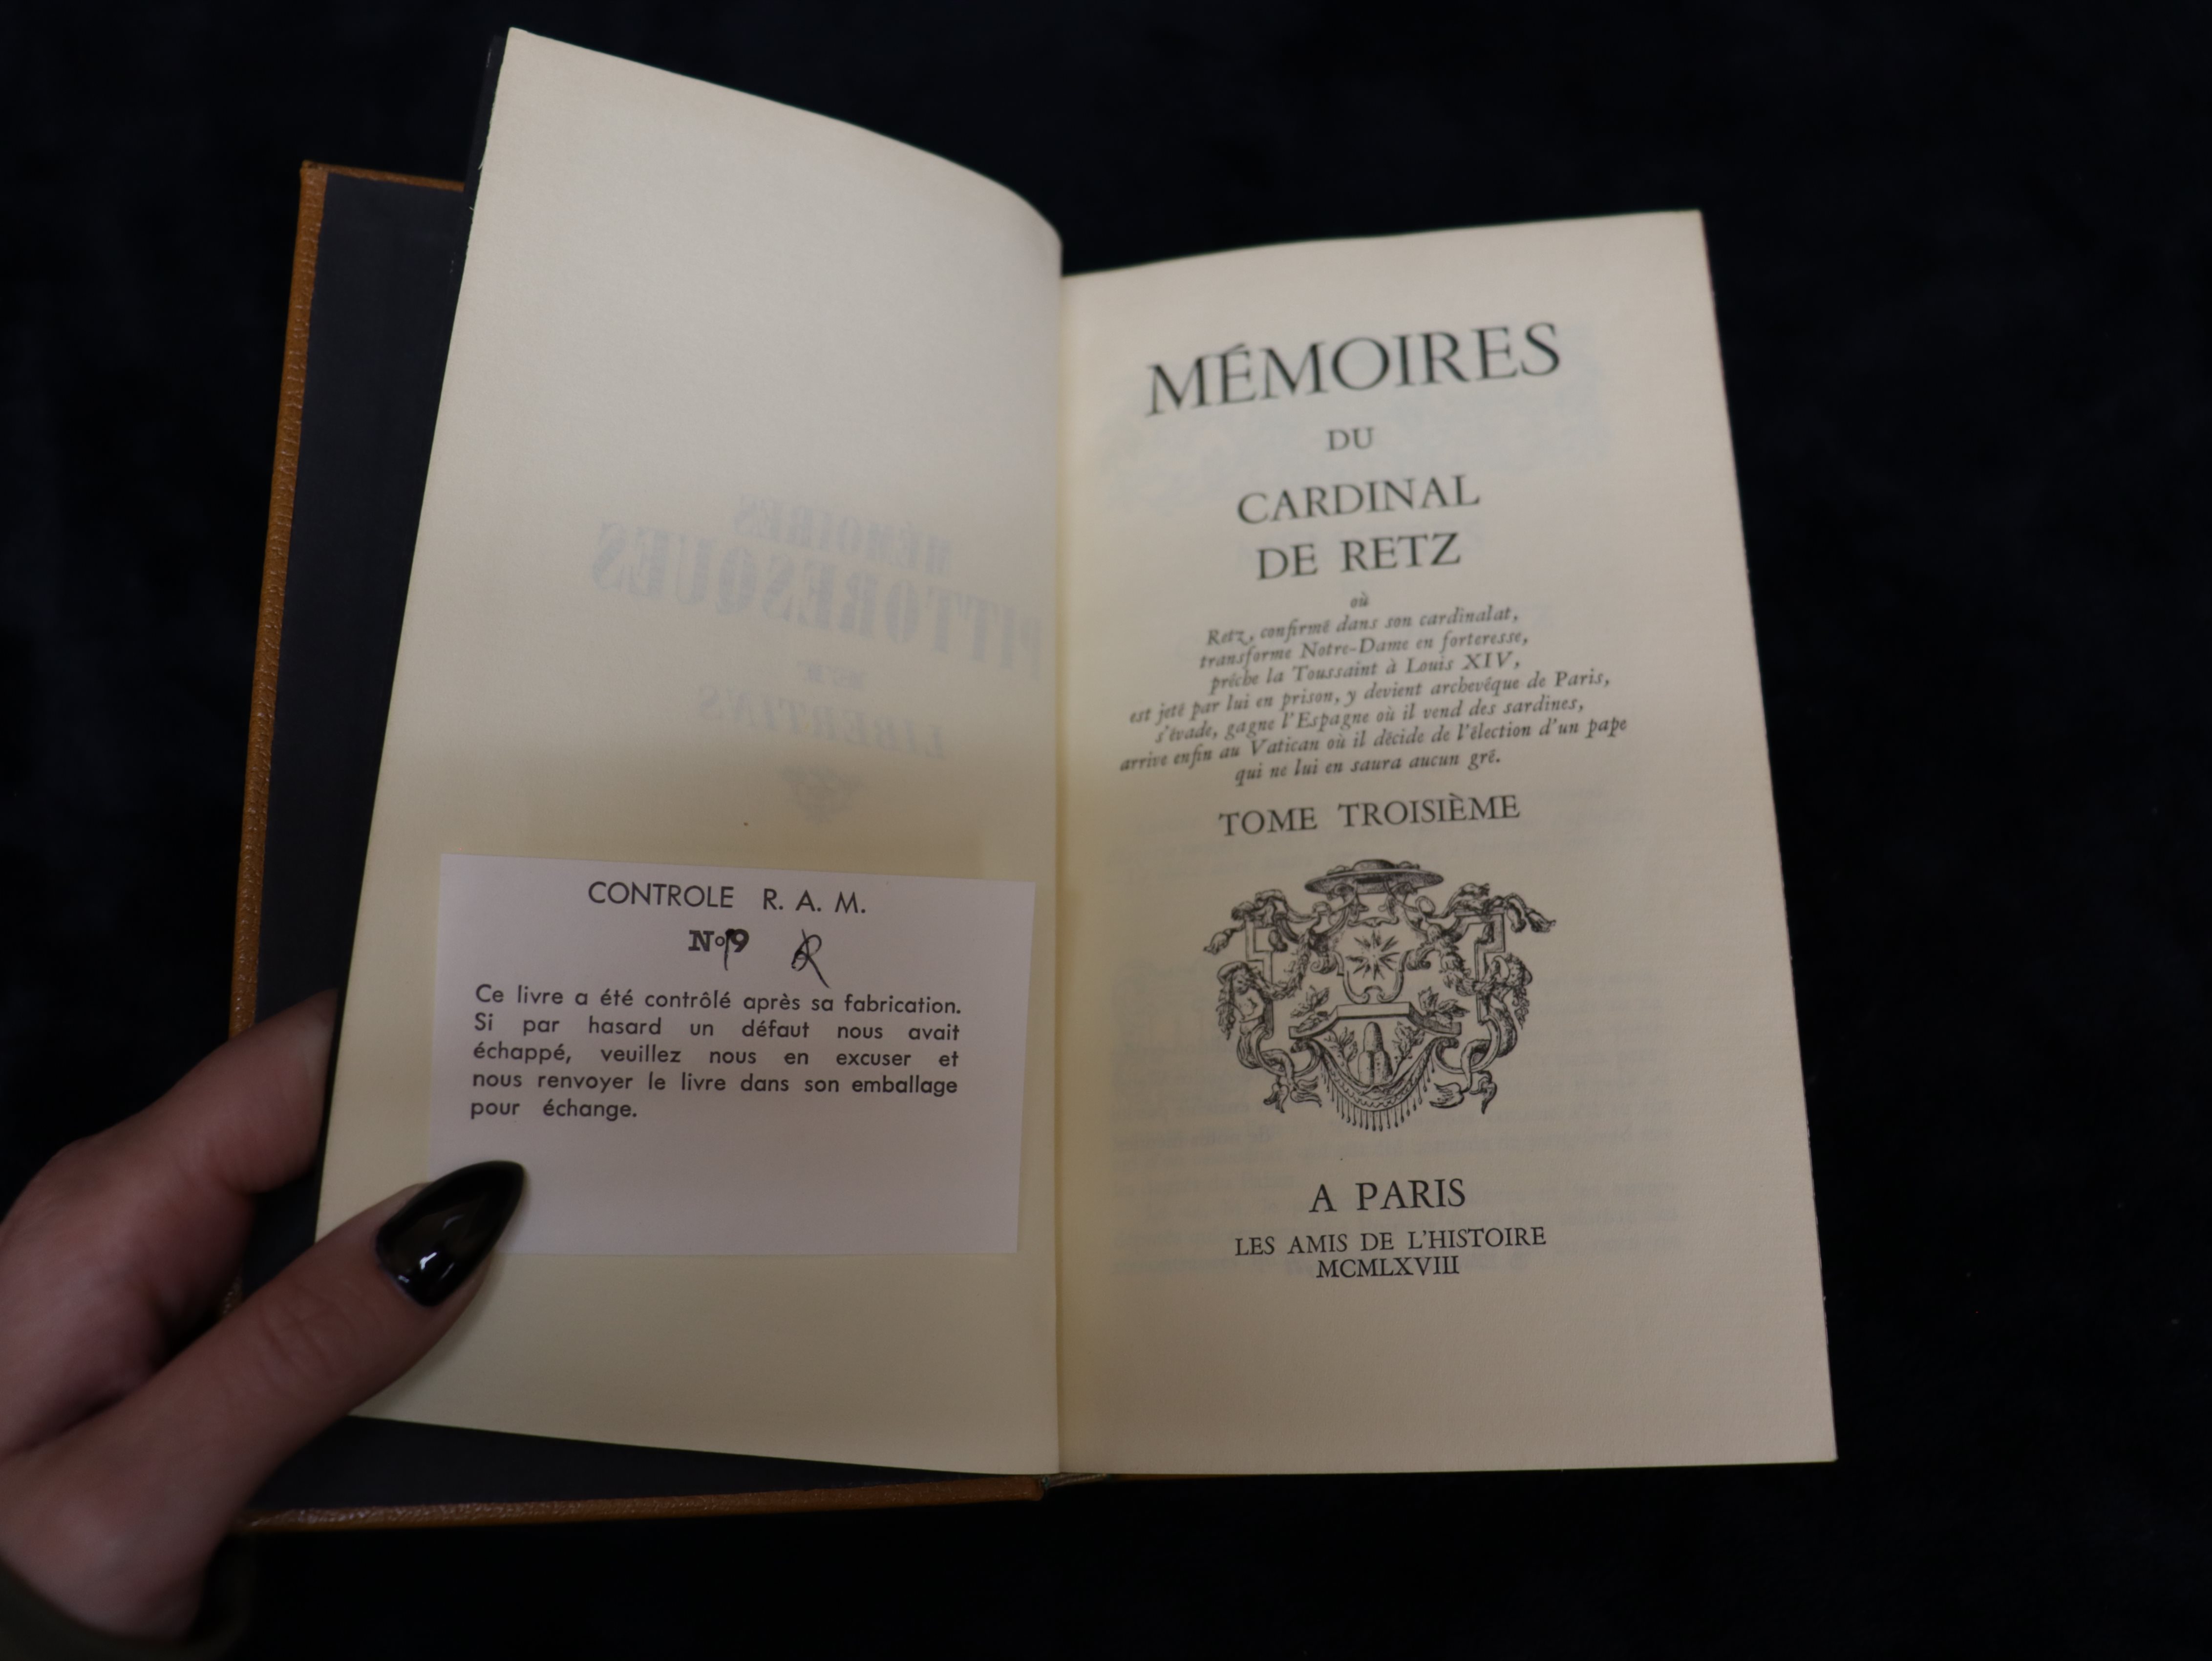 MÉMOIRES
PITTORESQUES
ET
LIBERTINS
CONTROLE R. A. M.
No 9
Ce livre a été contrôlé après sa fabrication.
Si par hasard un défaut nous avait
échappé, veuillez nous en excuser et
nous renvoyer le livre dans son emballage
pour échange.
MÉMOIRES
DU
CARDINAL
DE RETZ
où
Retz, confirmé dans son cardinalat,
transforme Notre-Dame en forteresse,
prêche la Toussaint à Louis XIV,
est jeté par lui en prison, y devient archevêque de Paris,
s'évade, gagne l'Espagne où il vend des sardines,
arrive enfin au Vatican où il décide de l'élection d'un pape
qui ne lui en saura aucun gré.
TOME TROISIÈME
A PARIS
LES AMIS DE L'HISTOIRE
MCMLXVIII